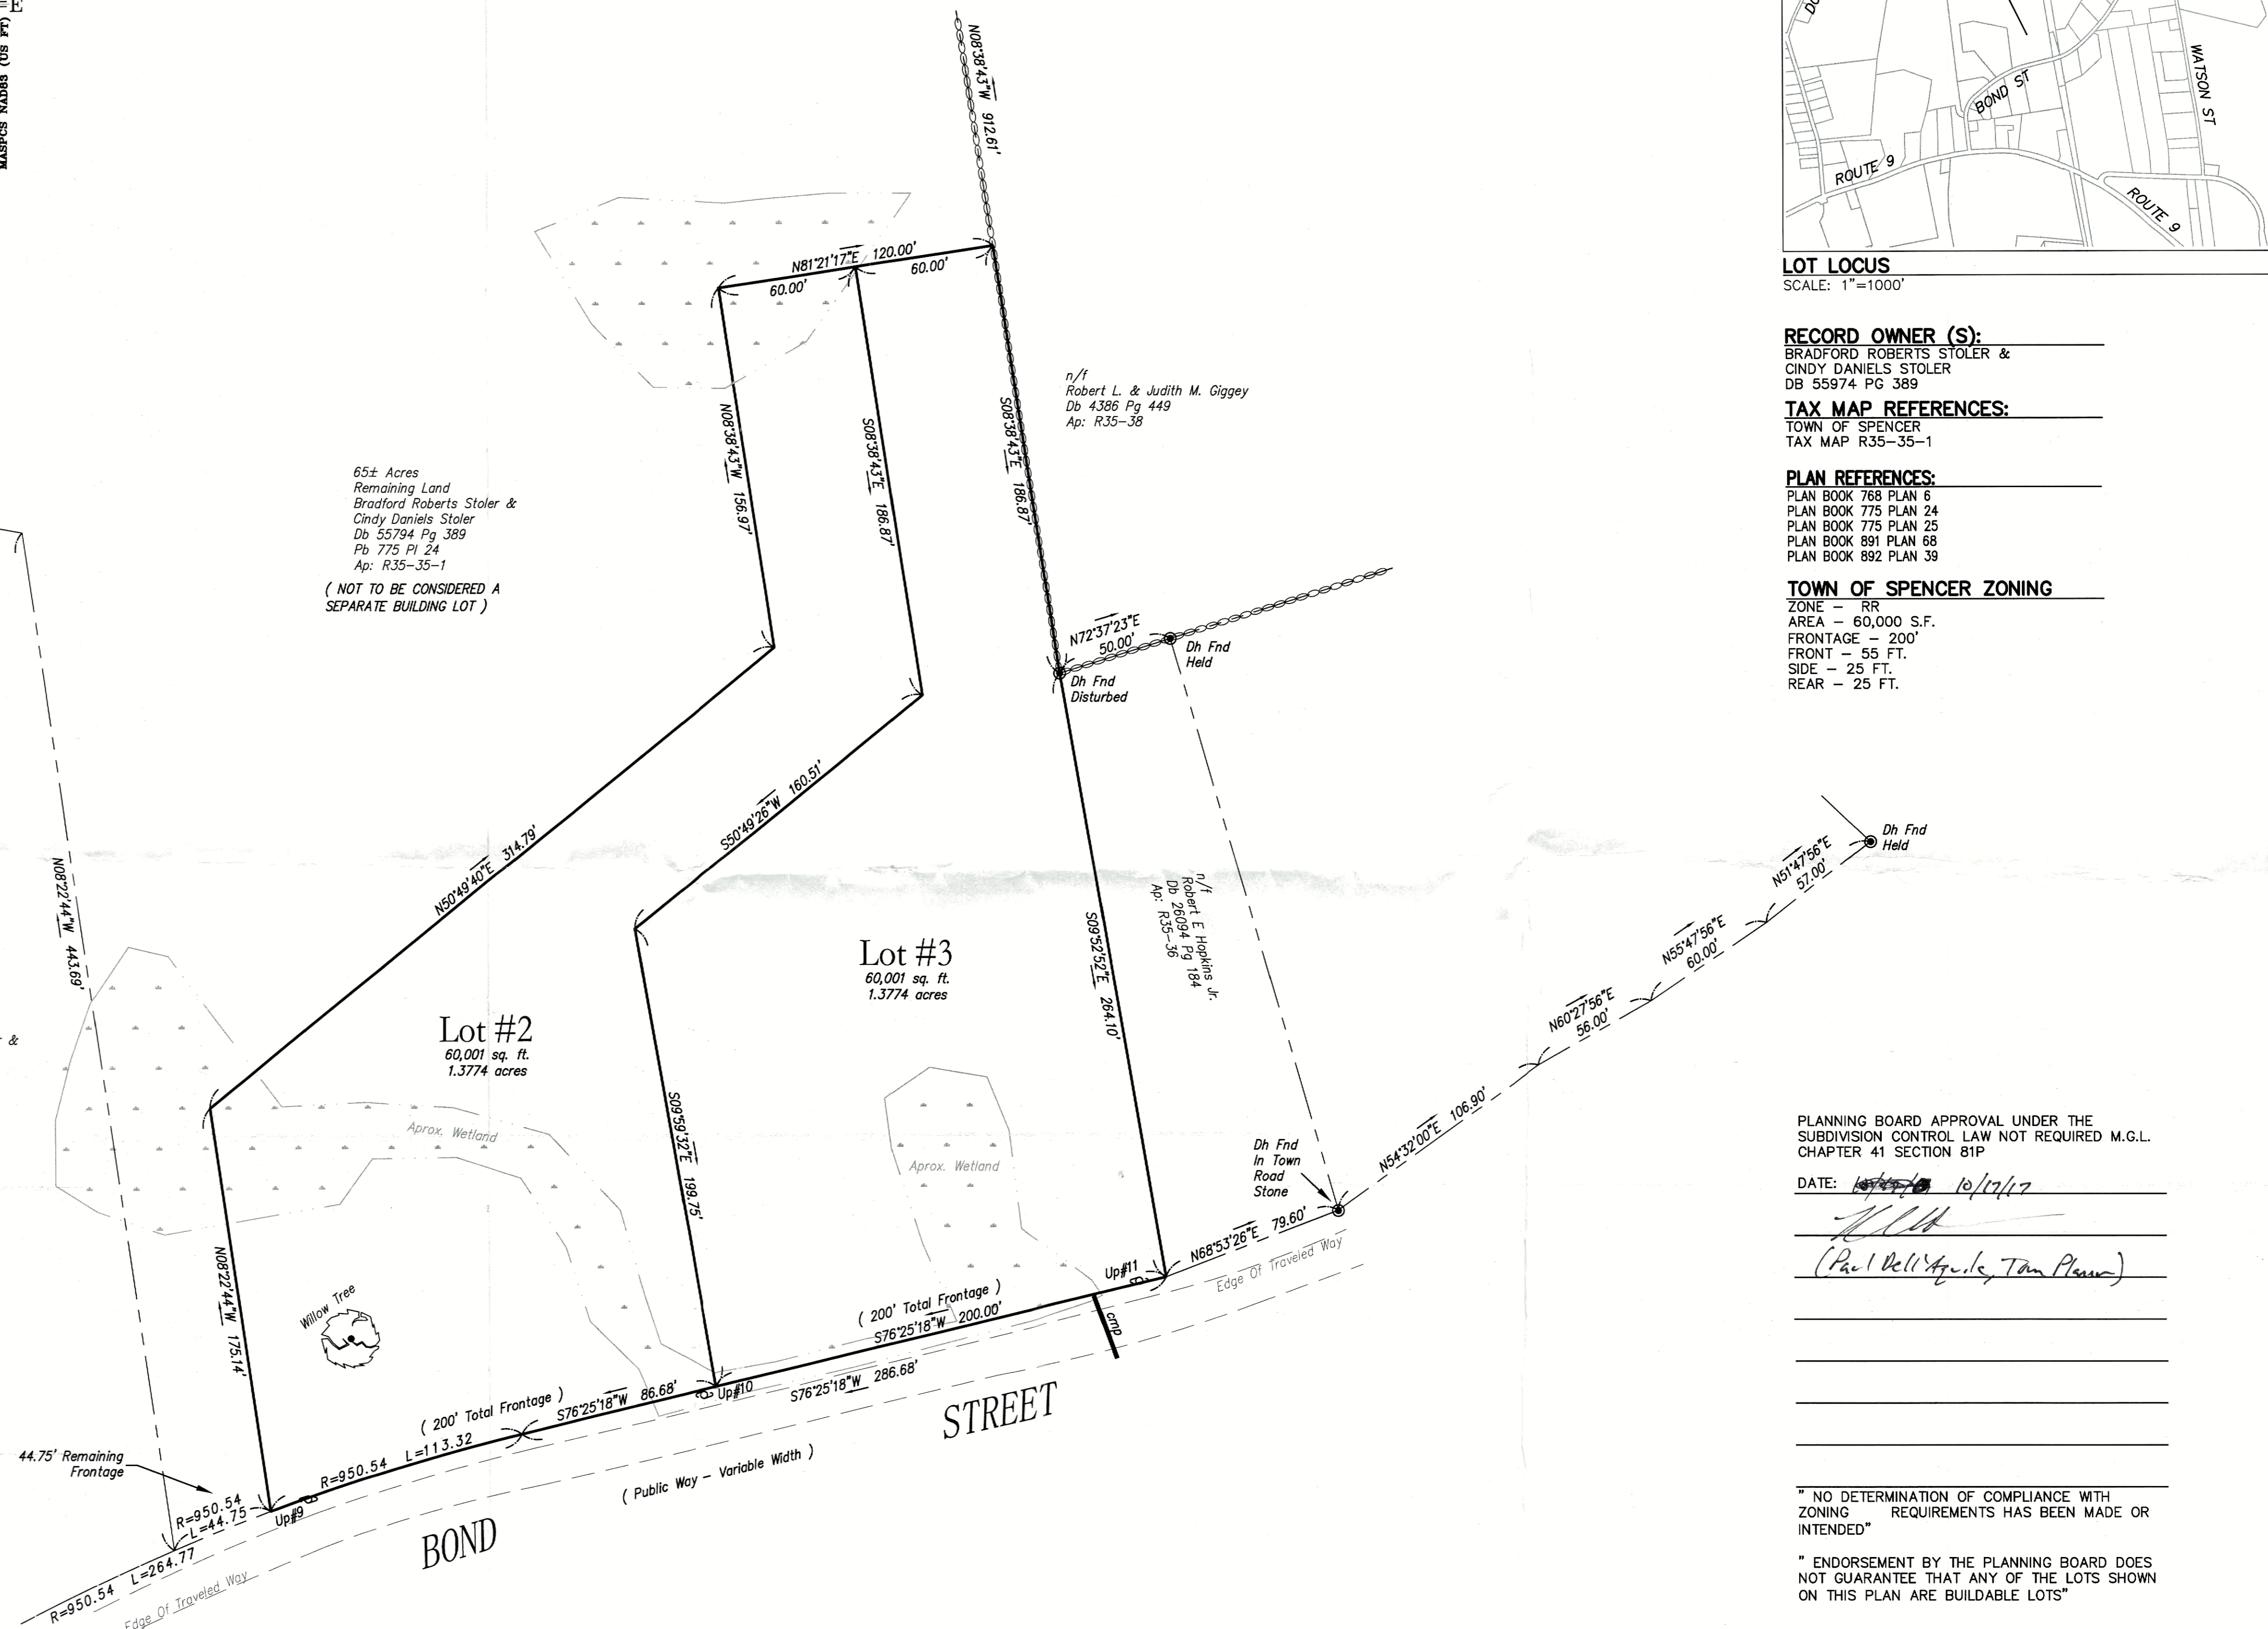 =E
MASPCS NAD83 (US FT)
N08°38'43"W 912.61'
N81°21'17"E 120.00'
60.00'
60.00'
N08°38'43"W 156.97'
S08°38'43"E 186.87'
S08°38'43"E 186.87'
n/f
Robert L. & Judith M. Giggey
Db 4386 Pg 449
Ap: R35-38
65± Acres
Remaining Land
Bradford Roberts Stoler &
Cindy Daniels Stoler
Db 55794 Pg 389
Pb 775 Pl 24
Ap: R35-35-1
( NOT TO BE CONSIDERED A
SEPARATE BUILDING LOT )
N72°37'23"E
50.00'
Dh Fnd
Held
Dh Fnd
Disturbed
N50°49'40"E 314.79'
S50°49'26"W 160.51'
N08°22'44"W 443.69'
&
Lot #2
60,001 sq. ft.
1.3774 acres
Lot #3
60,001 sq. ft.
1.3774 acres
S09°52'52"E 264.10'
n/f
Robert E Hopkins Jr.
Db 26094 Pg 184
Ap: R35-36
Aprox. Wetland
Aprox. Wetland
S09°59'32"E 199.75'
N08°22'44"W 175.14'
Willow Tree
Dh Fnd
In Town
Road
Stone
N54°32'00"E 106.90'
N60°27'56"E
56.00'
N55°47'56"E
60.00'
N51°47'56"E
57.00'
Dh Fnd
Held
N68°53'26"E 79.60'
Edge Of Traveled Way
Up#11
cmp
( 200' Total Frontage )
S76°25'18"W 200.00'
S76°25'18"W 286.68'
Up#10
( 200' Total Frontage )
S76°25'18"W 86.68'
R=950.54 L=113.32
44.75' Remaining
Frontage
R=950.54
L=44.75
Up#9
R=950.54 L=264.77
Edge Of Traveled Way
BOND STREET
( Public Way - Variable Width )
DO
BOND ST
WATSON ST
ROUTE 9
ROUTE 9
LOT LOCUS
SCALE: 1"=1000'
RECORD OWNER (S):
BRADFORD ROBERTS STOLER &
CINDY DANIELS STOLER
DB 55974 PG 389
TAX MAP REFERENCES:
TOWN OF SPENCER
TAX MAP R35-35-1
PLAN REFERENCES:
PLAN BOOK 768 PLAN 6
PLAN BOOK 775 PLAN 24
PLAN BOOK 775 PLAN 25
PLAN BOOK 891 PLAN 68
PLAN BOOK 892 PLAN 39
TOWN OF SPENCER ZONING
ZONE - RR
AREA - 60,000 S.F.
FRONTAGE - 200'
FRONT - 55 FT.
SIDE - 25 FT.
REAR - 25 FT.
PLANNING BOARD APPROVAL UNDER THE
SUBDIVISION CONTROL LAW NOT REQUIRED M.G.L.
CHAPTER 41 SECTION 81P
DATE: 10/17/17
(Paul Dell'Aquila, Town Planner)
" NO DETERMINATION OF COMPLIANCE WITH
ZONING REQUIREMENTS HAS BEEN MADE OR
INTENDED"
" ENDORSEMENT BY THE PLANNING BOARD DOES
NOT GUARANTEE THAT ANY OF THE LOTS SHOWN
ON THIS PLAN ARE BUILDABLE LOTS"